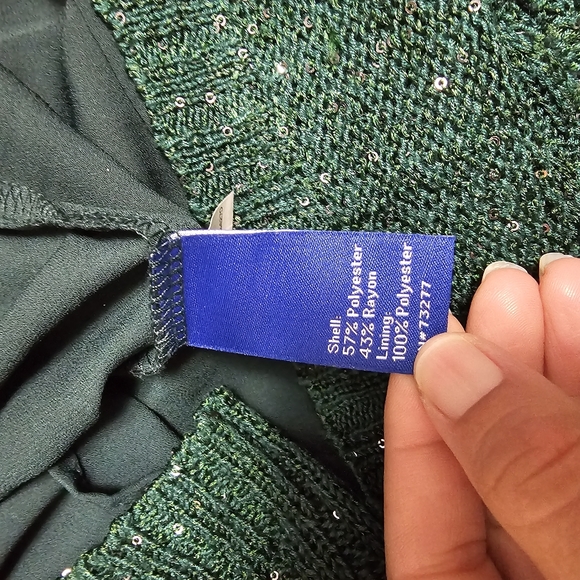 Shell:
57% Polyester
43% Rayon
Lining:
100% Polyester
#73277